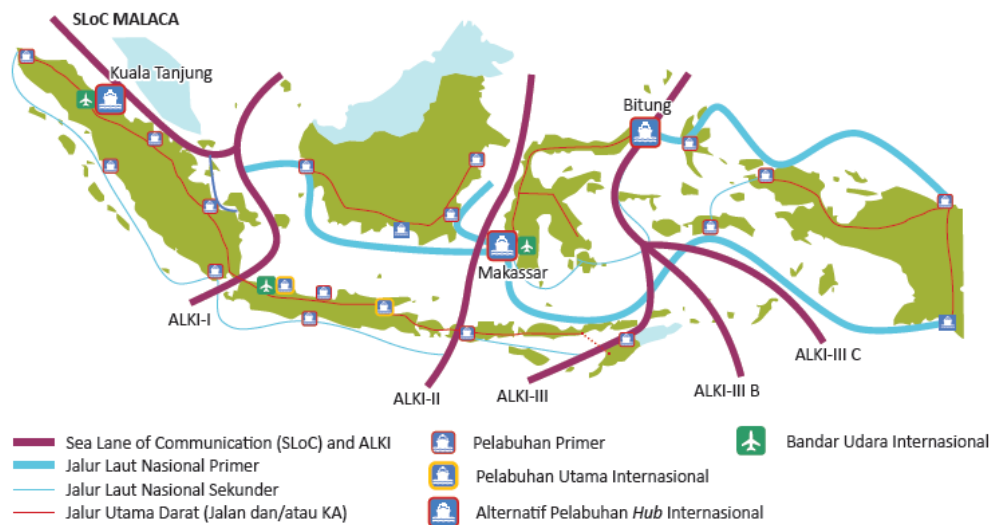 SLoC MALACA
Kuala Tanjung
Bitung
Makassar
ALKI-I
ALKI-II
ALKI-III
ALKI-III B
ALKI-III C
Sea Lane of Communication (SLoC) and ALKI
Jalur Laut Nasional Primer
Jalur Laut Nasional Sekunder
Jalur Utama Darat (Jalan dan/atau KA)
Pelabuhan Primer
Pelabuhan Utama Internasional
Alternatif Pelabuhan Hub Internasional
Bandar Udara Internasional